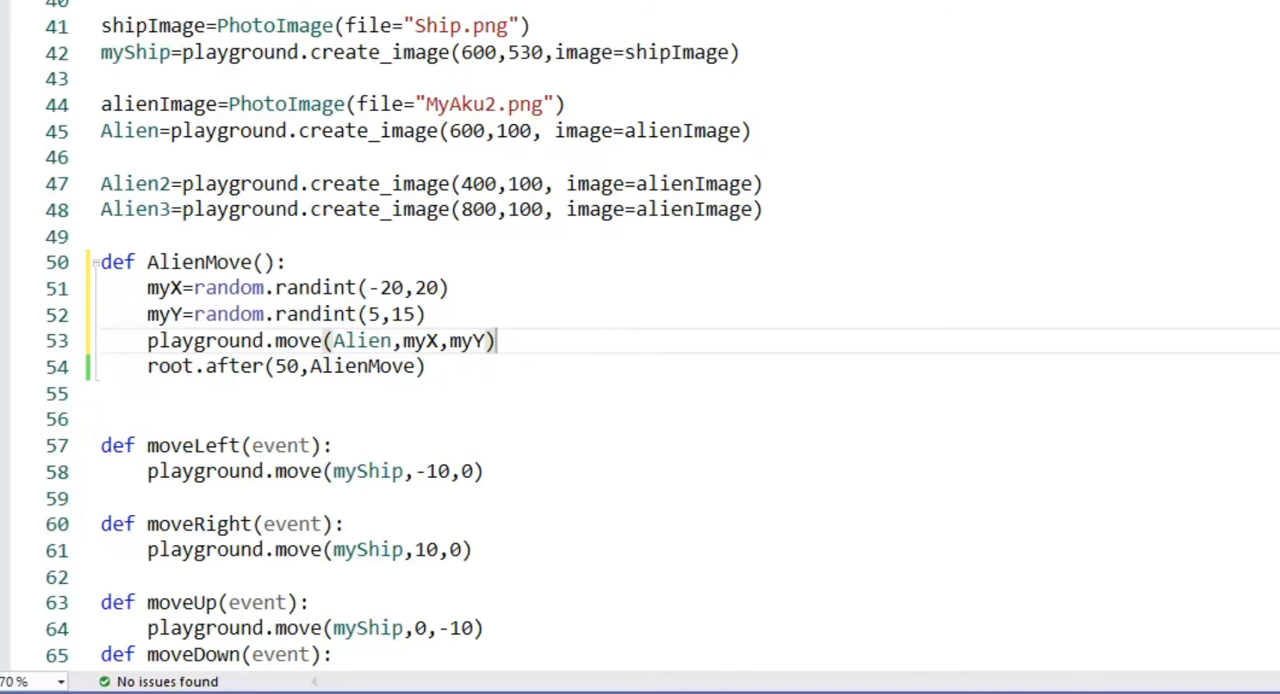 40
41 shipImage=PhotoImage(file="Ship.png")
42 myShip=playground.create_image(600,530,image=shipImage)
43
44 alienImage=PhotoImage(file="MyAku2.png")
45 Alien=playground.create_image(600,100, image=alienImage)
46
47 Alien2=playground.create_image(400,100, image=alienImage)
48 Alien3=playground.create_image(800,100, image=alienImage)
49
50 def AlienMove():
51     myX=random.randint(-20,20)
52     myY=random.randint(5,15)
53     playground.move(Alien,myX,myY)
54     root.after(50,AlienMove)
55
56
57 def moveLeft(event):
58     playground.move(myShip,-10,0)
59
60 def moveRight(event):
61     playground.move(myShip,10,0)
62
63 def moveUp(event):
64     playground.move(myShip,0,-10)
65 def moveDown(event):
70 % No issues found